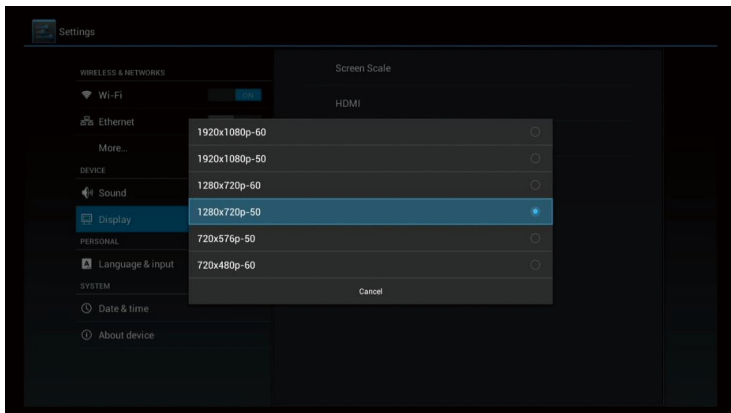 Settings
WIRELESS & NETWORKS
Wi-Fi
ON
Ethernet
More...
DEVICE
Sound
Display
PERSONAL
Language & input
SYSTEM
Date & time
About device
Screen Scale
HDMI
1920x1080p-60
1920x1080p-50
1280x720p-60
1280x720p-50
720x576p-50
720x480p-60
Cancel